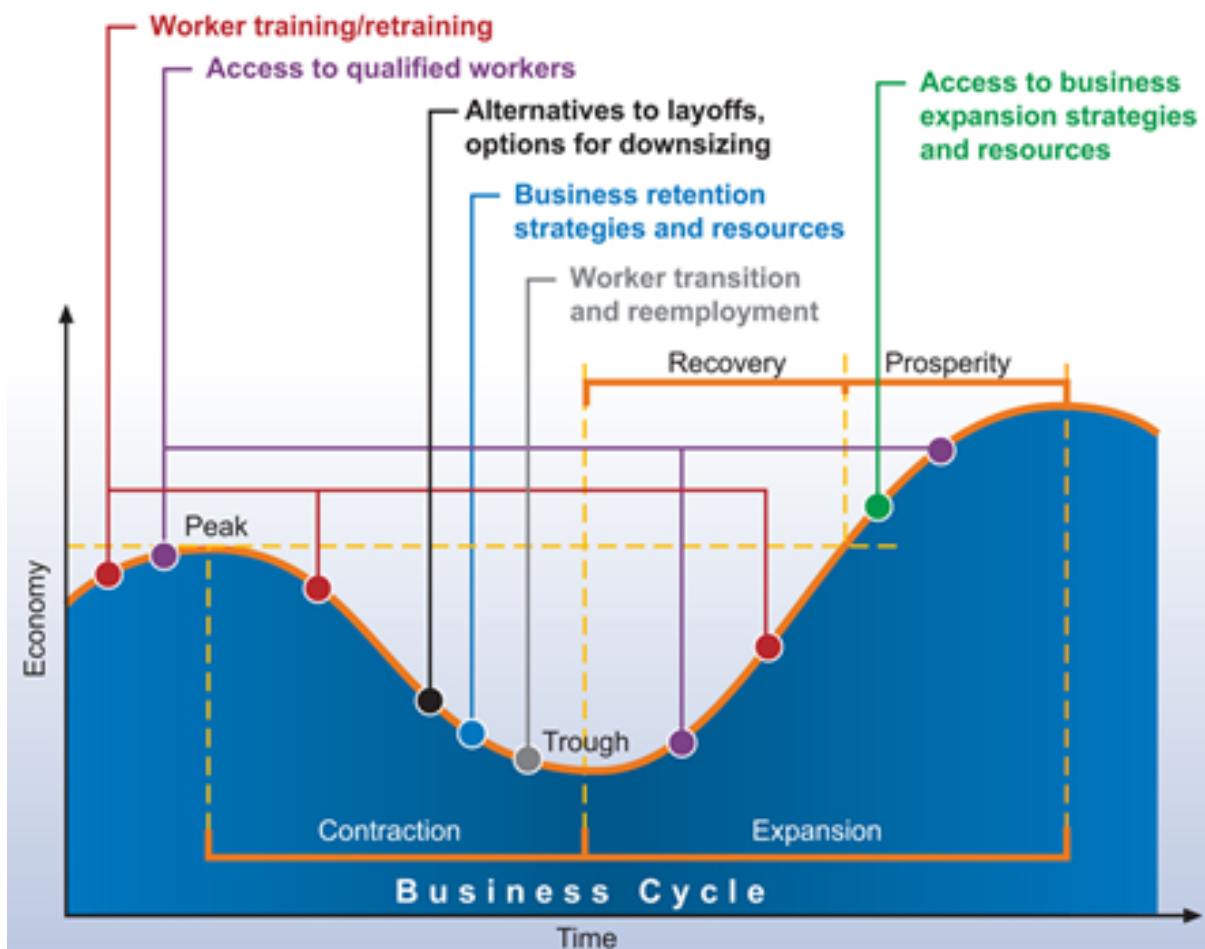 Worker training/retraining
Access to qualified workers
Alternatives to layoffs,
options for downsizing
Business retention
strategies and resources
Worker transition
and reemployment
Access to business
expansion strategies
and resources
Recovery
Prosperity
Peak
Economy
Trough
Contraction
Expansion
Business Cycle
Time